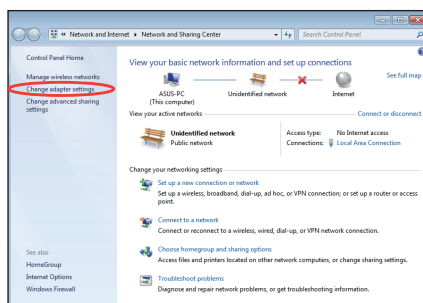 Network and Internet ▸ Network and Sharing Center
Search Control Panel
Control Panel Home
Manage wireless networks
Change adapter settings
Change advanced sharing
settings
See also
HomeGroup
Internet Options
Windows Firewall
View your basic network information and set up connections
See full map
ASUS-PC
(This computer)
Unidentified network
Internet
View your active networks
Connect or disconnect
Unidentified network
Public network
Access type: No Internet access
Connections: Local Area Connection
Change your networking settings
Set up a new connection or network
Set up a wireless, broadband, dial-up, ad hoc, or VPN connection; or set up a router or access
point.
Connect to a network
Connect or reconnect to a wireless, wired, dial-up, or VPN network connection.
Choose homegroup and sharing options
Access files and printers located on other network computers, or change sharing settings.
Troubleshoot problems
Diagnose and repair network problems, or get troubleshooting information.